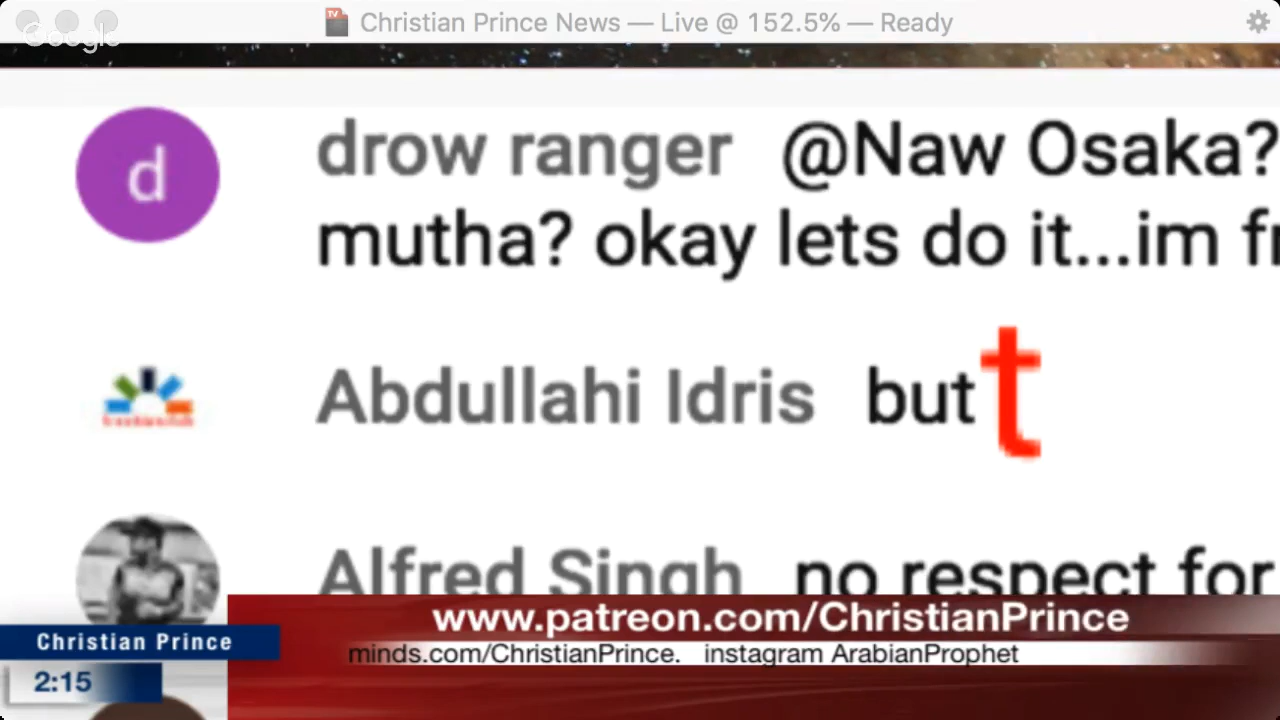 Christian Prince News — Live @ 152.5% — Ready
Google
drow ranger @Naw Osaka?
mutha? okay lets do it...im fr
Abdullahi Idris but t
Alfred Singh no respect for
www.patreon.com/ChristianPrince
Christian Prince
minds.com/ChristianPrince. instagram ArabianProphet
2:15